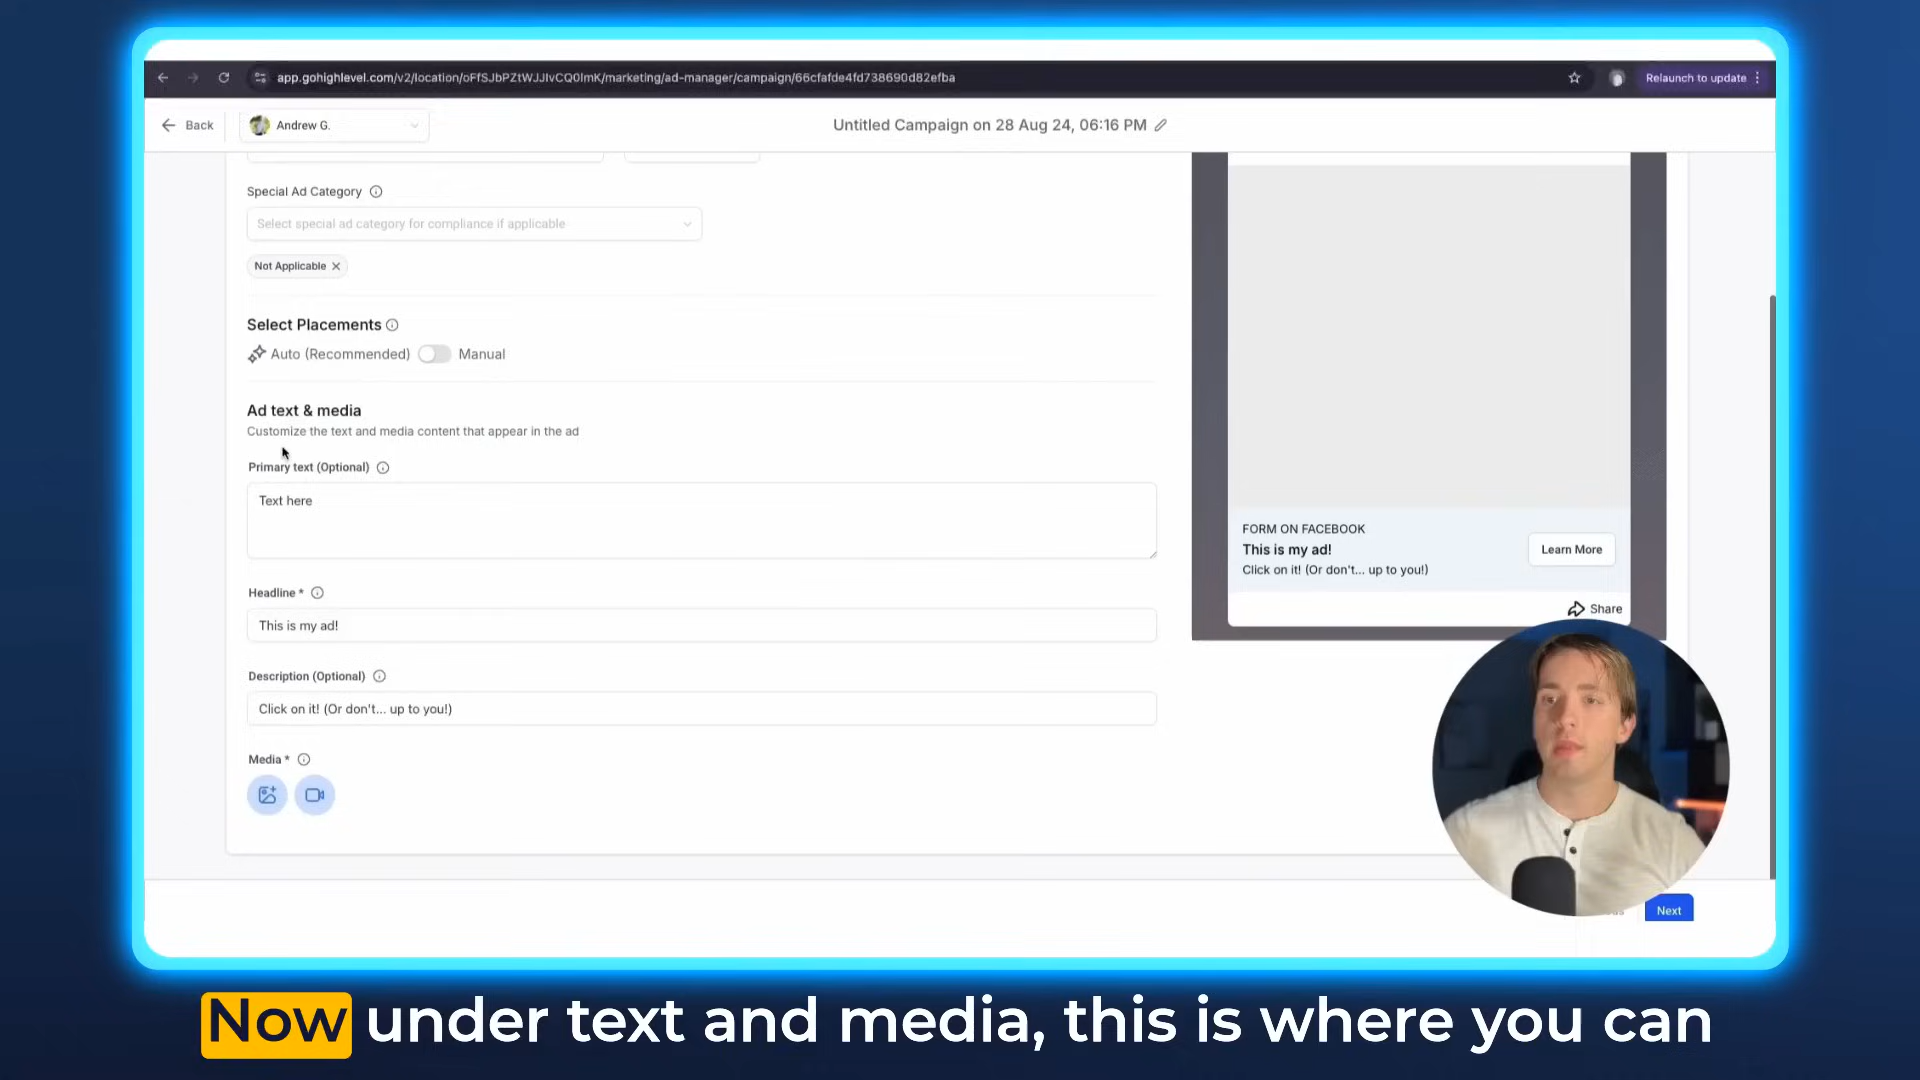 app.gohighlevel.com/v2/location/oFfSJbPZtWJJIvCQ0lmK/marketing/ad-manager/campaign/66cfafde4fd738690d82efba
Relaunch to update
Back
Andrew G.
Untitled Campaign on 28 Aug 24, 06:16 PM
Special Ad Category
Select special ad category for compliance if applicable
Not Applicable
Select Placements
Auto (Recommended)
Manual
Ad text & media
Customize the text and media content that appear in the ad
Primary text (Optional)
Text here
Headline *
This is my ad!
Description (Optional)
Click on it! (Or don't... up to you!)
Media *
FORM ON FACEBOOK
This is my ad!
Click on it! (Or don't... up to you!)
Learn More
Share
Next
Now under text and media, this is where you can